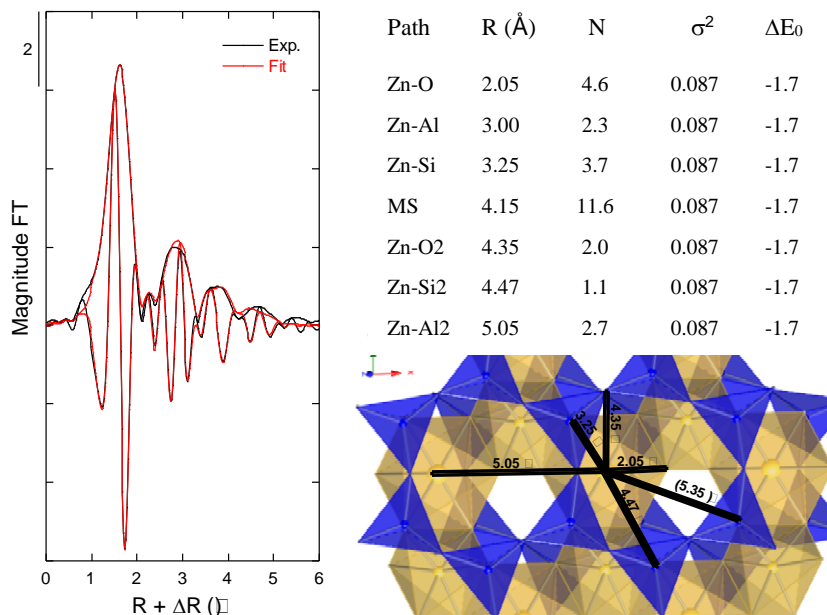 2
Exp.
Fit
Magnitude FT
0 1 2 3 4 5 6
R + ΔR (□
Path R (Å) N σ² ΔE₀
Zn-O 2.05 4.6 0.087 -1.7
Zn-Al 3.00 2.3 0.087 -1.7
Zn-Si 3.25 3.7 0.087 -1.7
MS 4.15 11.6 0.087 -1.7
Zn-O2 4.35 2.0 0.087 -1.7
Zn-Si2 4.47 1.1 0.087 -1.7
Zn-Al2 5.05 2.7 0.087 -1.7
3.25 □
4.35 □
5.05 □
2.05 □
(5.35 )□
4.47 □